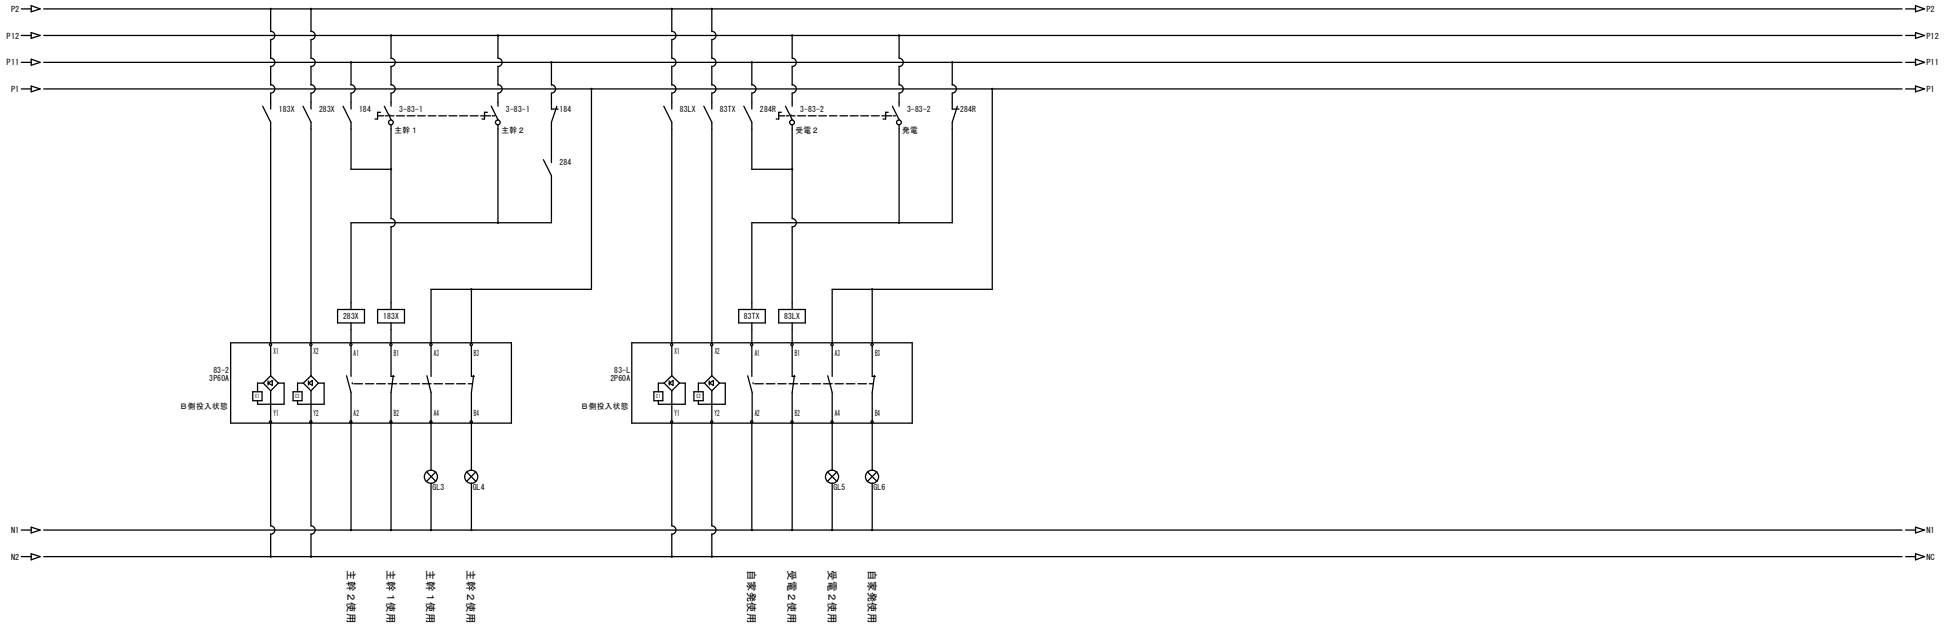 P2
P2
P12
P12
P11
P11
P1
P1
183X
283X
184
3-83-1
3-83-1
184
主幹1
主幹2
284
83LX
83TX
284R
3-83-2
3-83-2
284R
受電2
発電
283X
183X
83TX
83LX
83-2
3P60A
B側投入状態
X1
X2
A1
B1
A3
B3
C1
C2
Y1
Y2
A2
B2
A4
B4
83-L
2P60A
B側投入状態
X1
X2
A1
B1
A3
B3
C1
C2
Y1
Y2
A2
B2
A4
B4
GL3
GL4
GL5
GL6
N1
N1
N2
NC
主幹2使用
主幹1使用
主幹1使用
主幹2使用
自家発使用
受電2使用
受電2使用
自家発使用